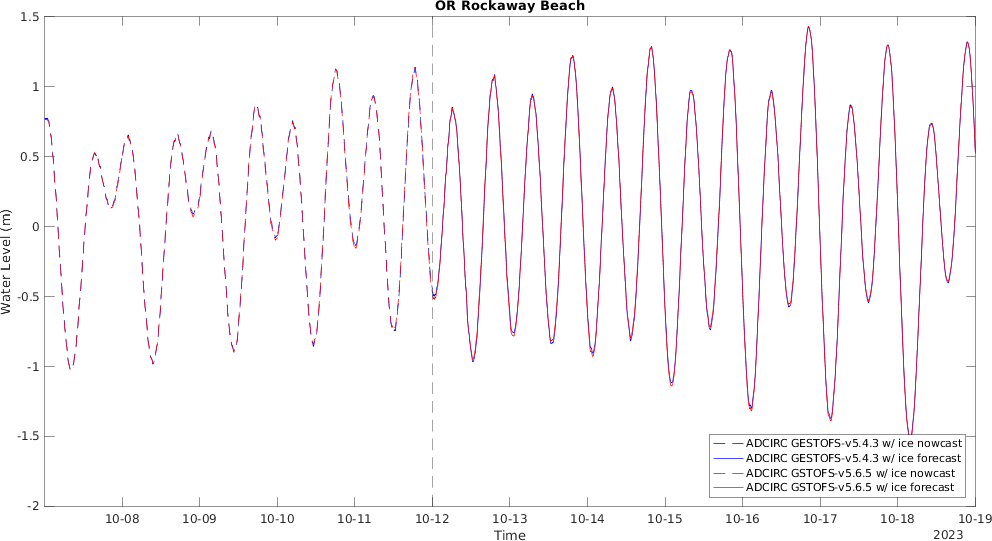 OR Rockaway Beach
Water Level (m)
1.5
1
0.5
0
-0.5
-1
-1.5
-2
ADCIRC GESTOFS-v5.4.3 w/ ice nowcast
ADCIRC GESTOFS-v5.4.3 w/ ice forecast
ADCIRC GSTOFS-v5.6.5 w/ ice nowcast
ADCIRC GSTOFS-v5.6.5 w/ ice forecast
10-08 10-09 10-10 10-11 10-12 10-13 10-14 10-15 10-16 10-17 10-18 10-19
Time
2023